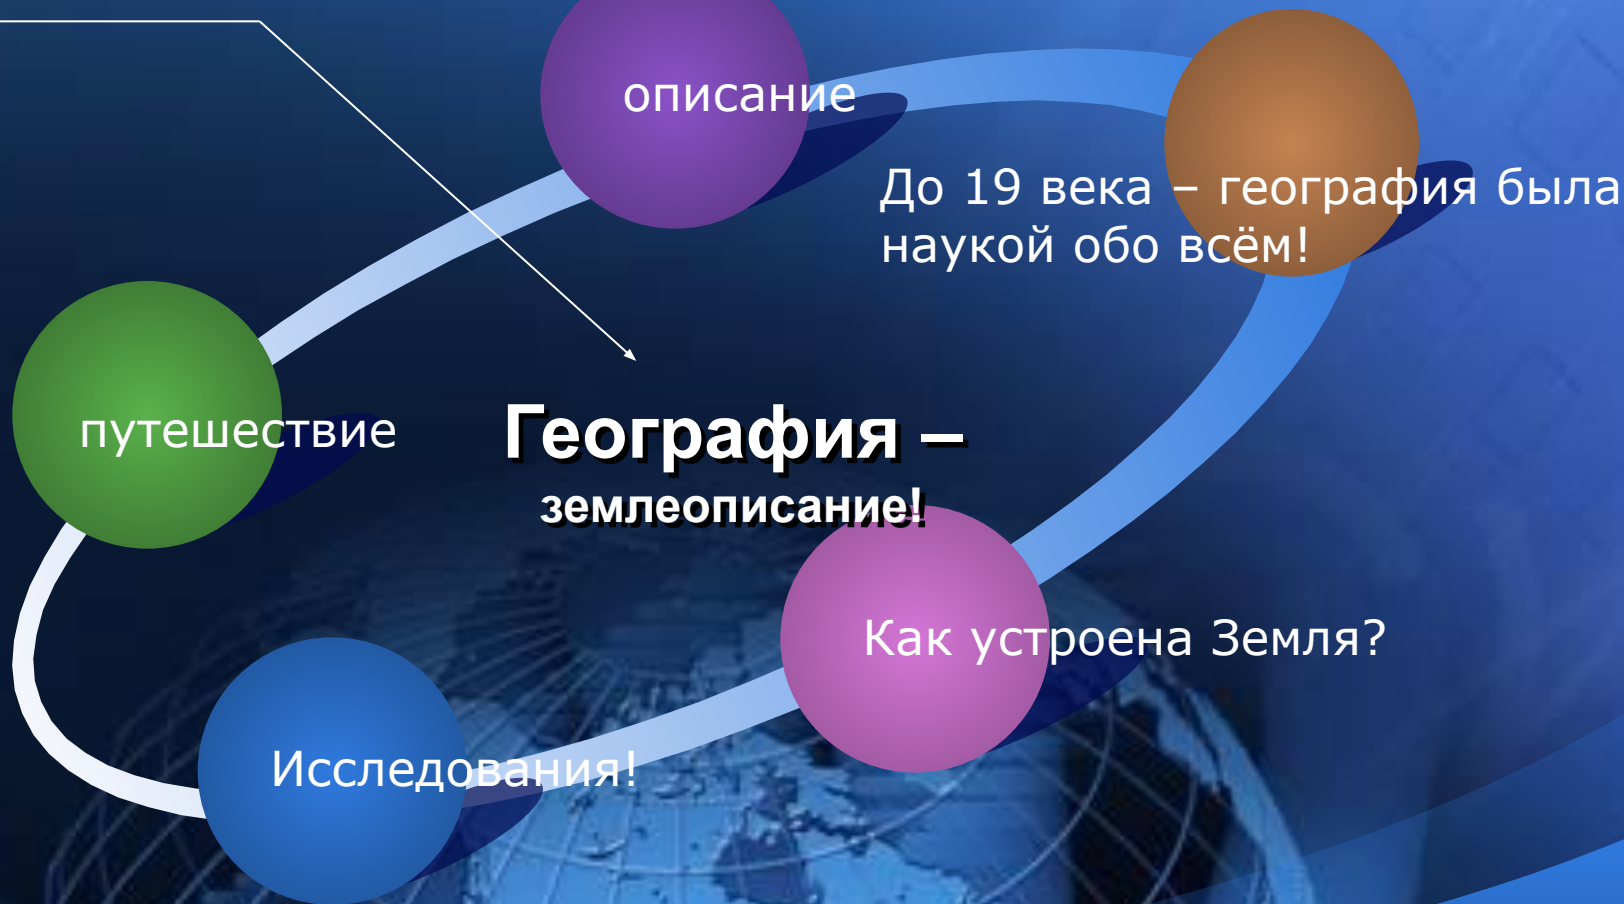 описание
До 19 века – география была
наукой обо всём!
путешествие
География –
землеописание!
Как устроена Земля?
Исследования!